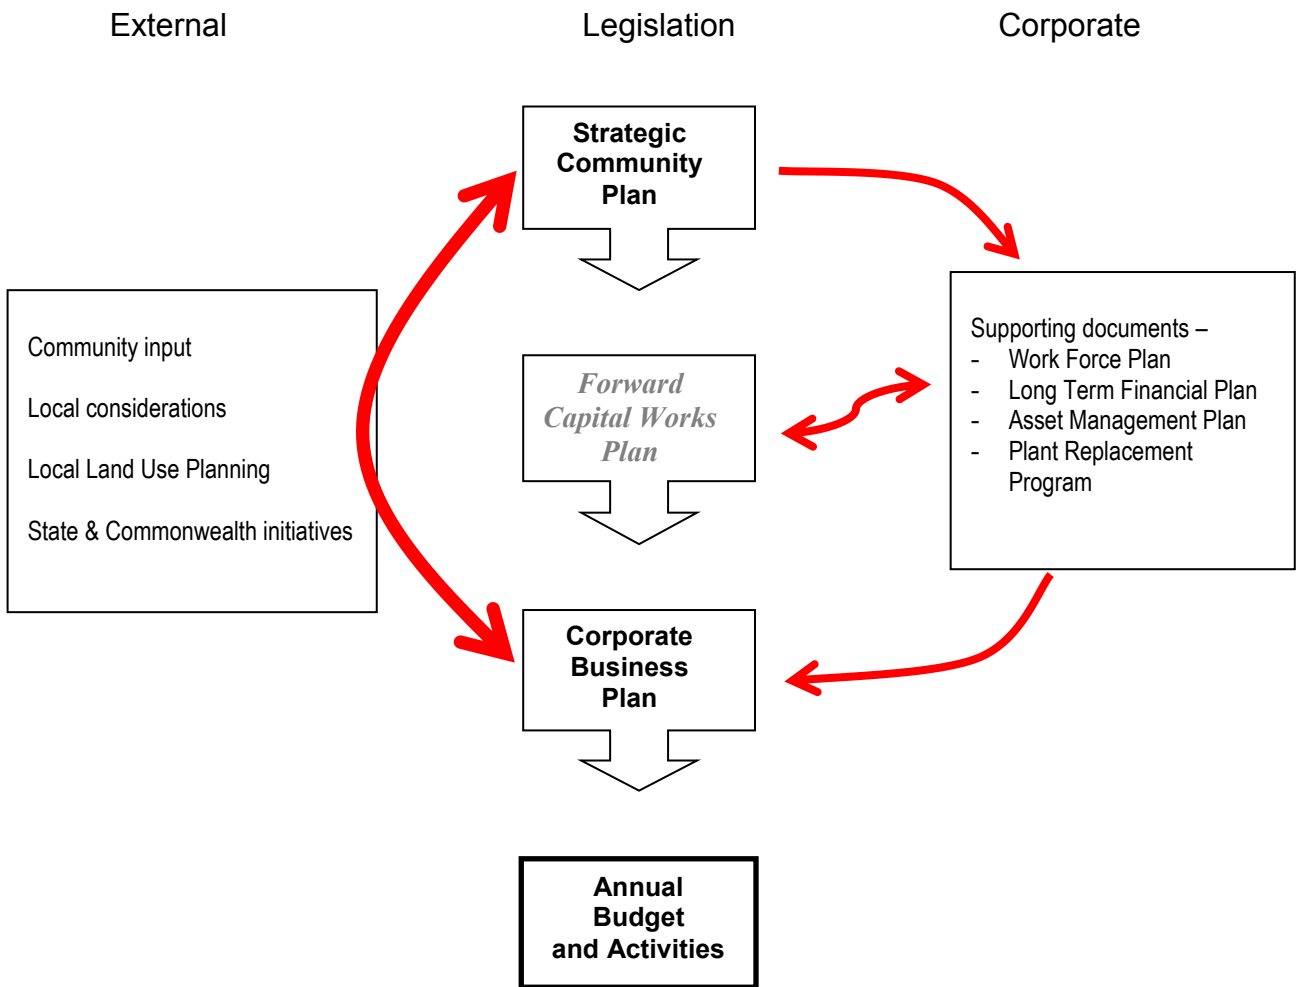 External
Legislation
Corporate
Strategic
Community
Plan
Community input
Local considerations
Local Land Use Planning
State & Commonwealth initiatives
Forward
Capital Works
Plan
Supporting documents –
- Work Force Plan
- Long Term Financial Plan
- Asset Management Plan
- Plant Replacement
Program
Corporate
Business
Plan
Annual
Budget
and Activities